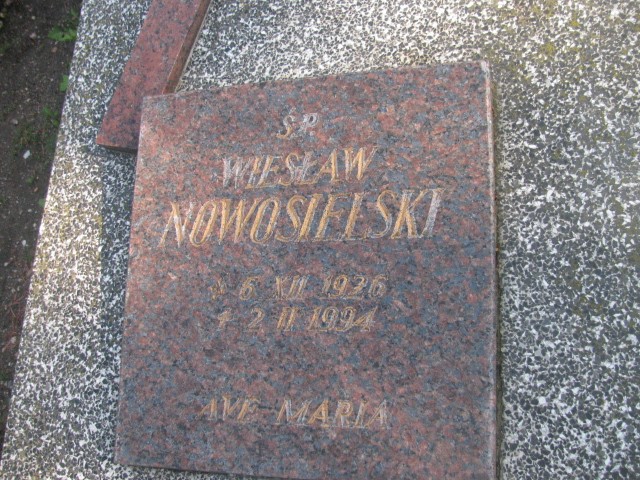 Ś.P.
WIESŁAW
NOWOSIELSKI
* 6 XII 1926
+ 2 II 1994
AVE MARIA